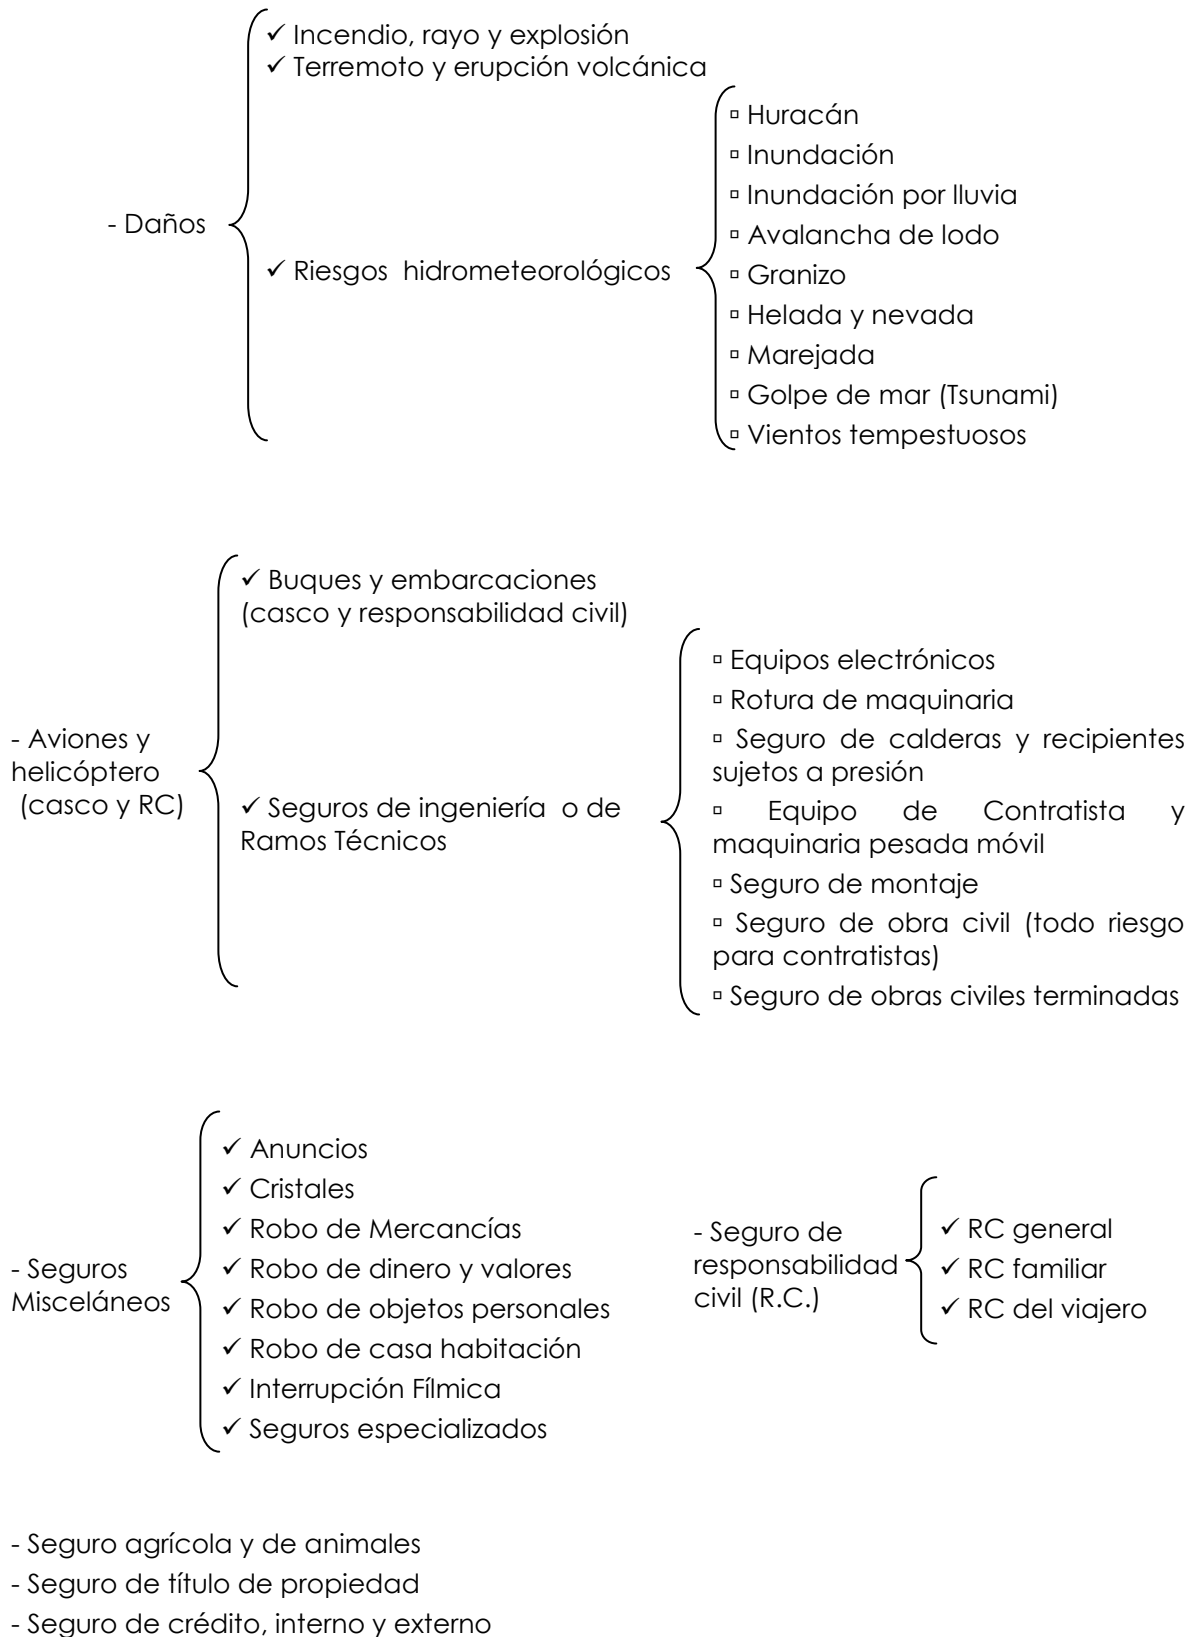 - Daños
✓ Incendio, rayo y explosión
✓ Terremoto y erupción volcánica
✓ Riesgos hidrometeorológicos
▫ Huracán
▫ Inundación
▫ Inundación por lluvia
▫ Avalancha de lodo
▫ Granizo
▫ Helada y nevada
▫ Marejada
▫ Golpe de mar (Tsunami)
▫ Vientos tempestuosos
- Aviones y
helicóptero
(casco y RC)
✓ Buques y embarcaciones
(casco y responsabilidad civil)
✓ Seguros de ingeniería o de
Ramos Técnicos
▫ Equipos electrónicos
▫ Rotura de maquinaria
▫ Seguro de calderas y recipientes
sujetos a presión
▫ Equipo de Contratista y
maquinaria pesada móvil
▫ Seguro de montaje
▫ Seguro de obra civil (todo riesgo
para contratistas)
▫ Seguro de obras civiles terminadas
- Seguros
Misceláneos
✓ Anuncios
✓ Cristales
✓ Robo de Mercancías
✓ Robo de dinero y valores
✓ Robo de objetos personales
✓ Robo de casa habitación
✓ Interrupción Fílmica
✓ Seguros especializados
- Seguro de
responsabilidad
civil (R.C.)
✓ RC general
✓ RC familiar
✓ RC del viajero
- Seguro agrícola y de animales
- Seguro de título de propiedad
- Seguro de crédito, interno y externo